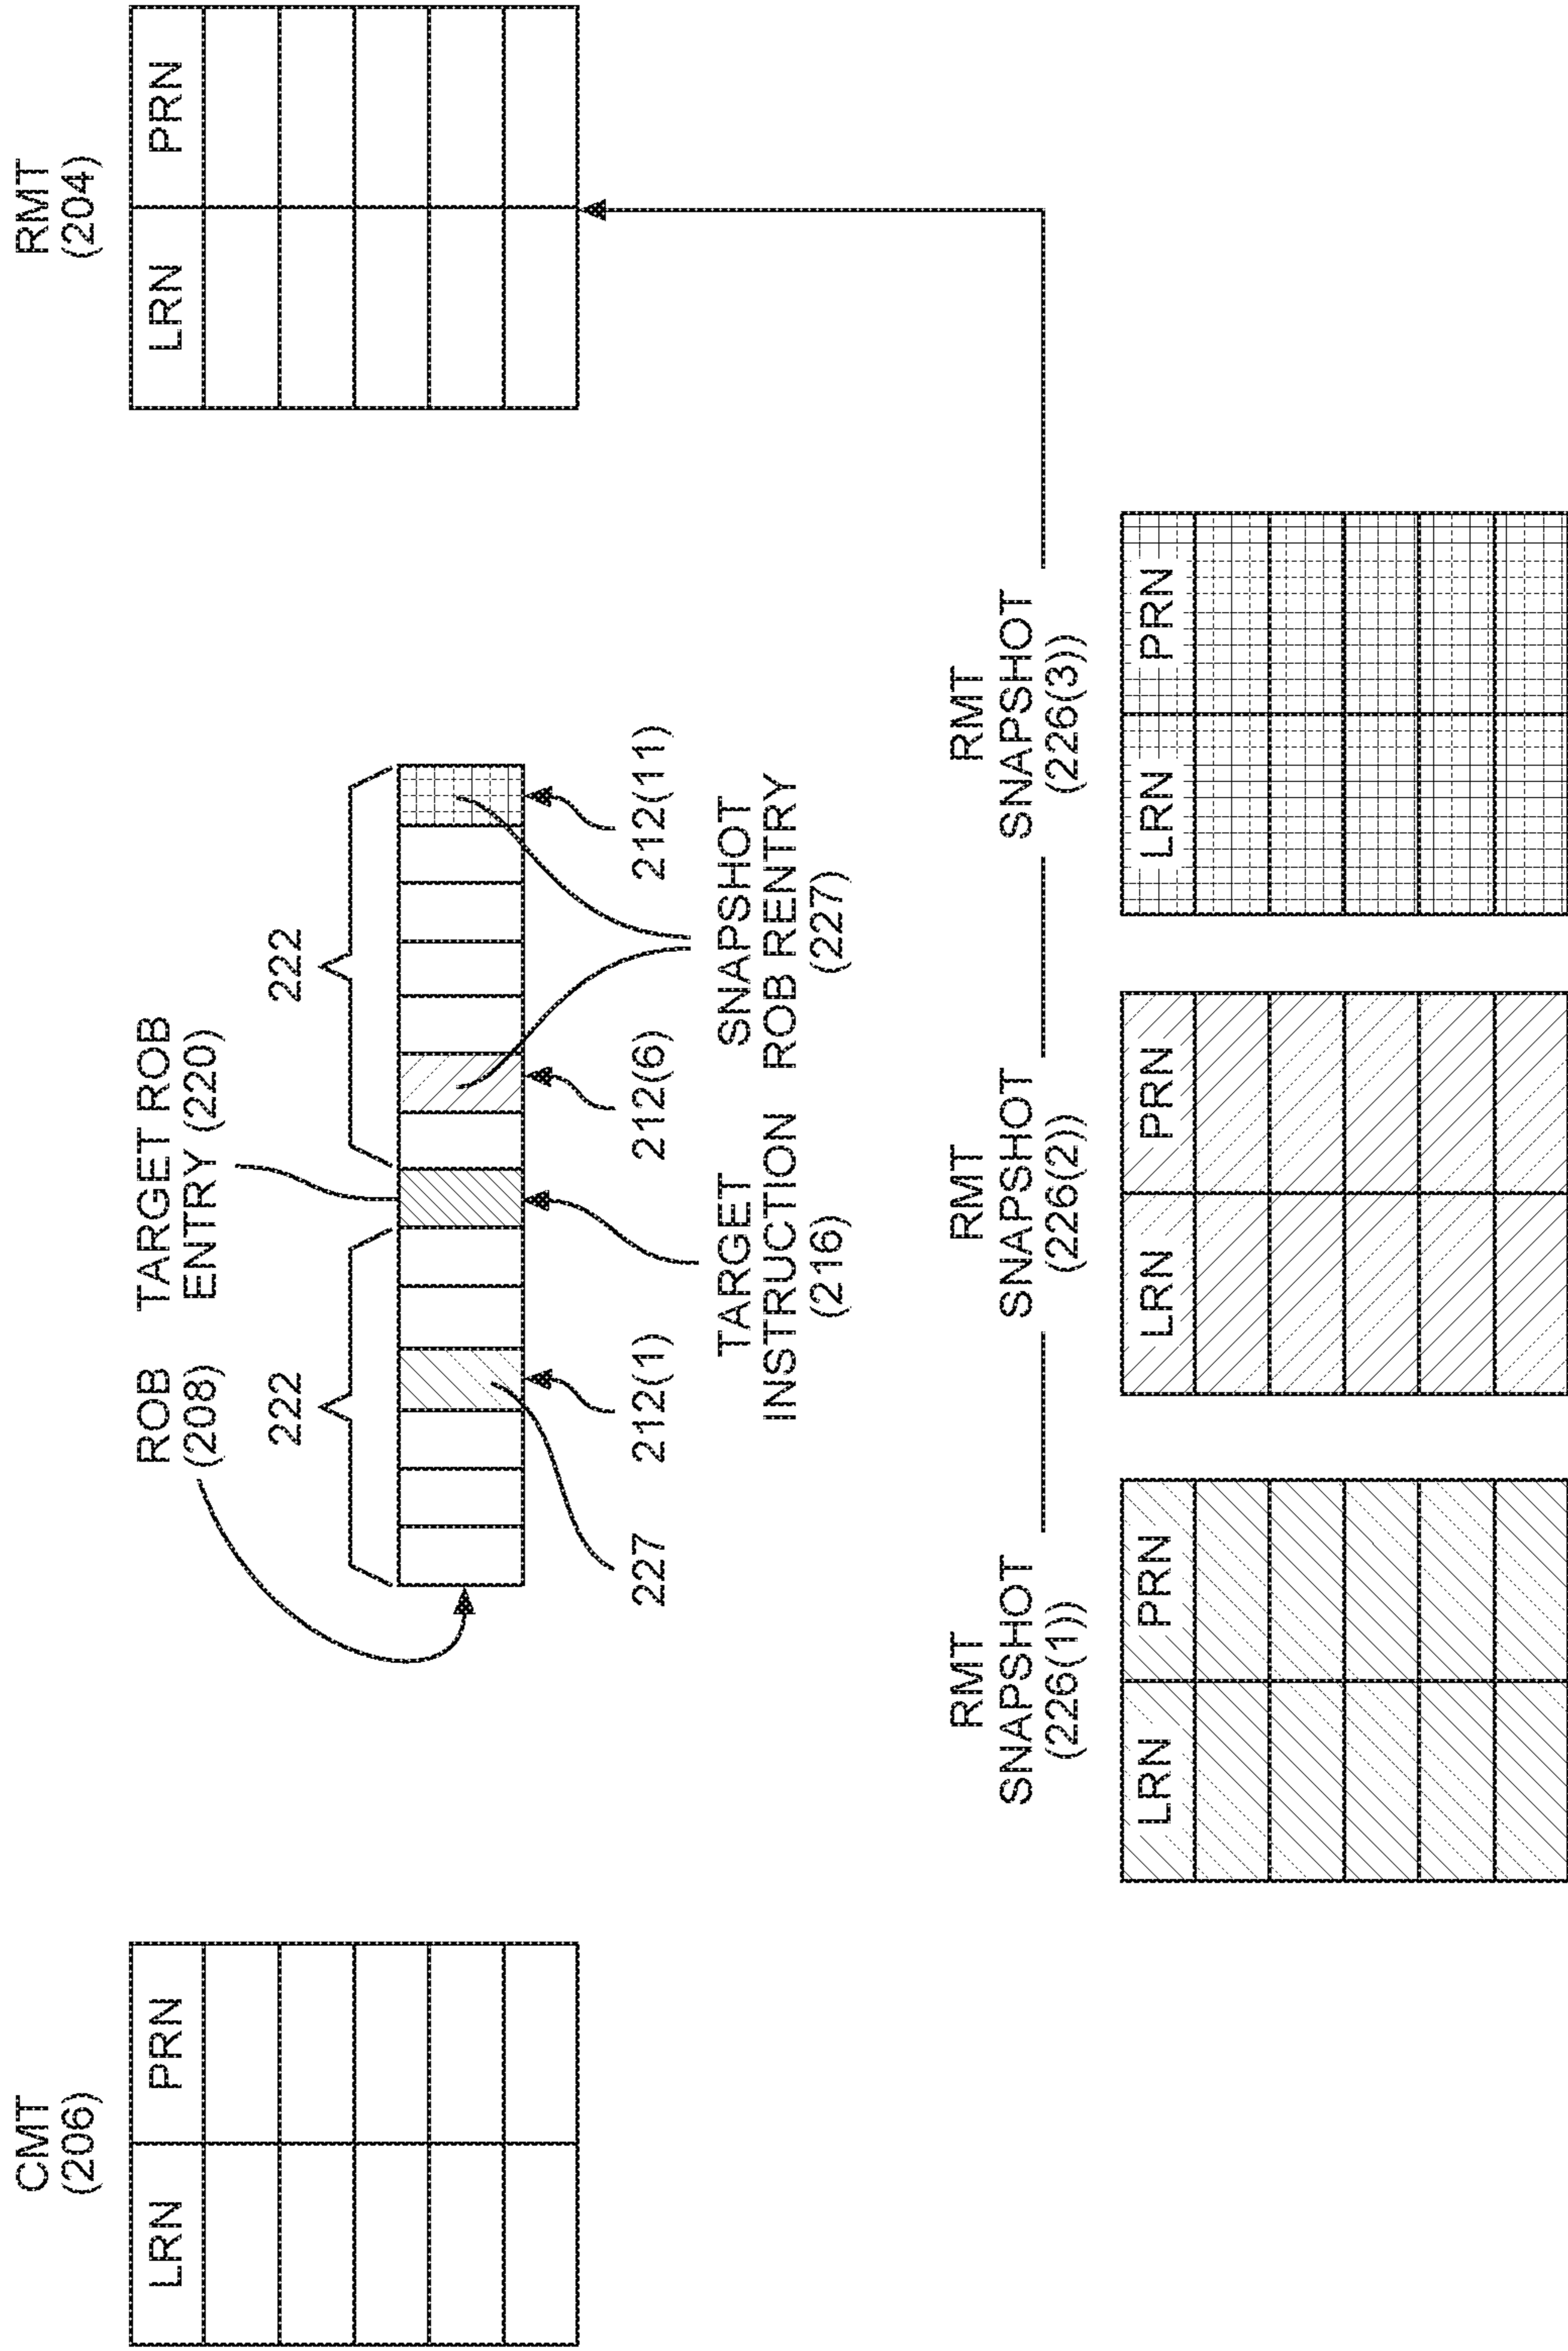 CMT
(206)
LRN PRN
RMT
(204)
LRN PRN
ROB
(208)
TARGET ROB
ENTRY (220)
222
222
227
212(1)
212(6)
212(11)
TARGET
INSTRUCTION
(216)
SNAPSHOT
ROB RENTRY
(227)
RMT
SNAPSHOT
(226(1))
RMT
SNAPSHOT
(226(2))
RMT
SNAPSHOT
(226(3))
LRN PRN
LRN PRN
LRN PRN